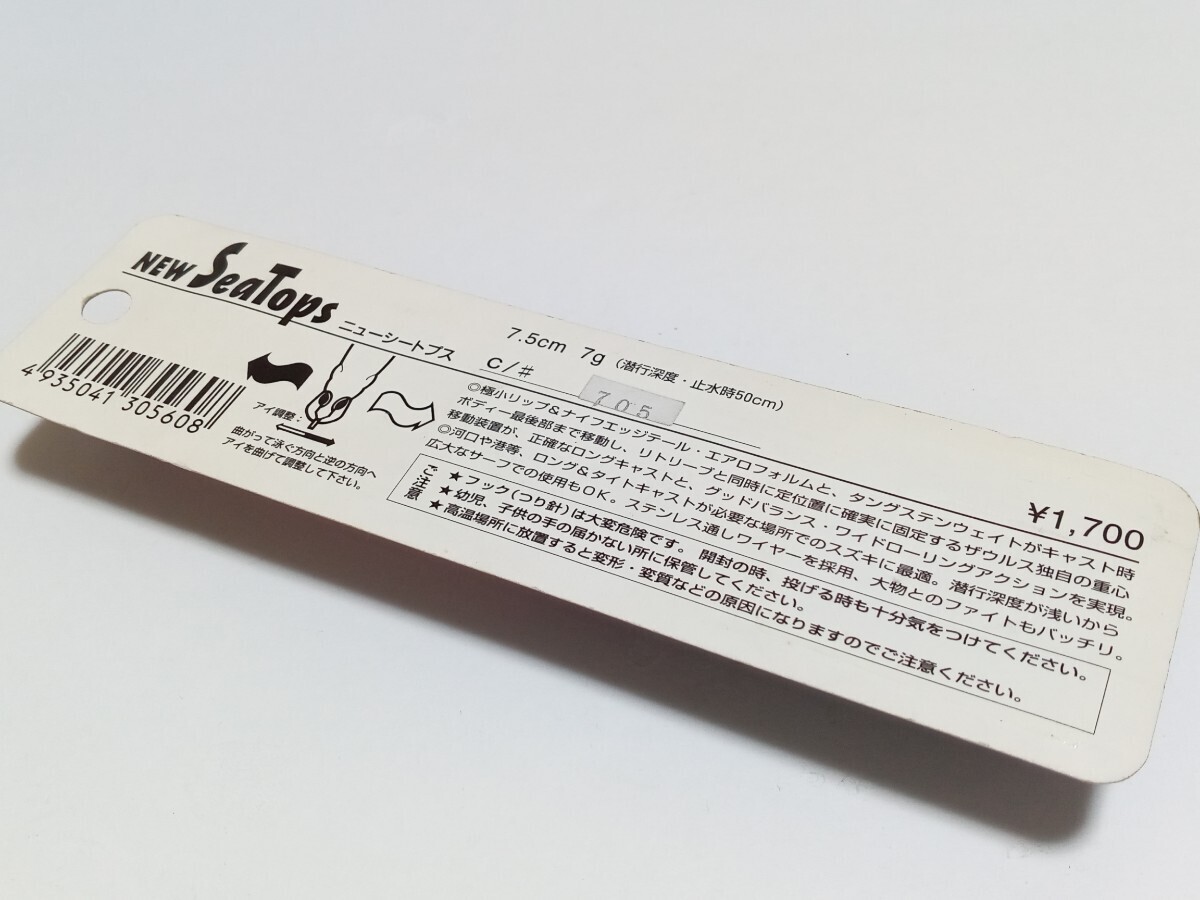 NEW SeaTops ニューシートプス
7.5cm 7g (潜行深度・止水時50cm)
C/# 705
¥1,700
4 935041 305608
アイ調整:
曲がって泳ぐ方向と逆の方向へ
アイを曲げて調整して下さい。
◎極小リップ&ナイフエッジテール・エアロフォルムと、タングステンウェイトがキャスト時
ボディー最後部まで移動し、リトリーブと同時に定位置に確実に固定するザウルス独自の重心
移動装置が、正確なロングキャストと、グッドバランス・ワイドローリングアクションを実現。
◎河口や港等、ロング&タイトキャストが必要な場所でのスズキに最適。潜行深度が浅いから
広大なサーフでの使用もOK。ステンレス通しワイヤーを採用、大物とのファイトもバッチリ。
ご注意
★フック(つり針)は大変危険です。開封の時、投げる時も十分気をつけてください。
★幼児、子供の手の届かない所に保管してください。
★高温場所に放置すると変形・変質などの原因になりますのでご注意ください。